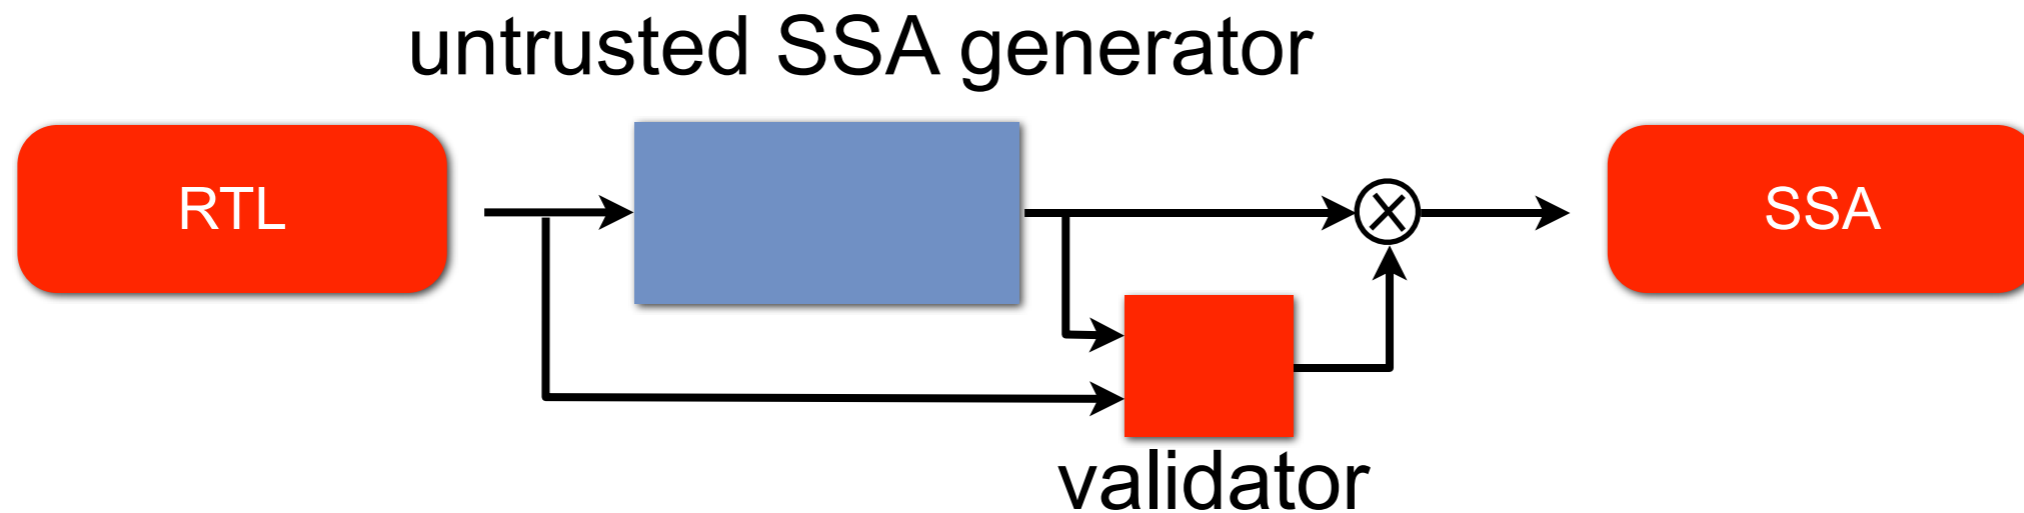 untrusted SSA generator
RTL
SSA
validator